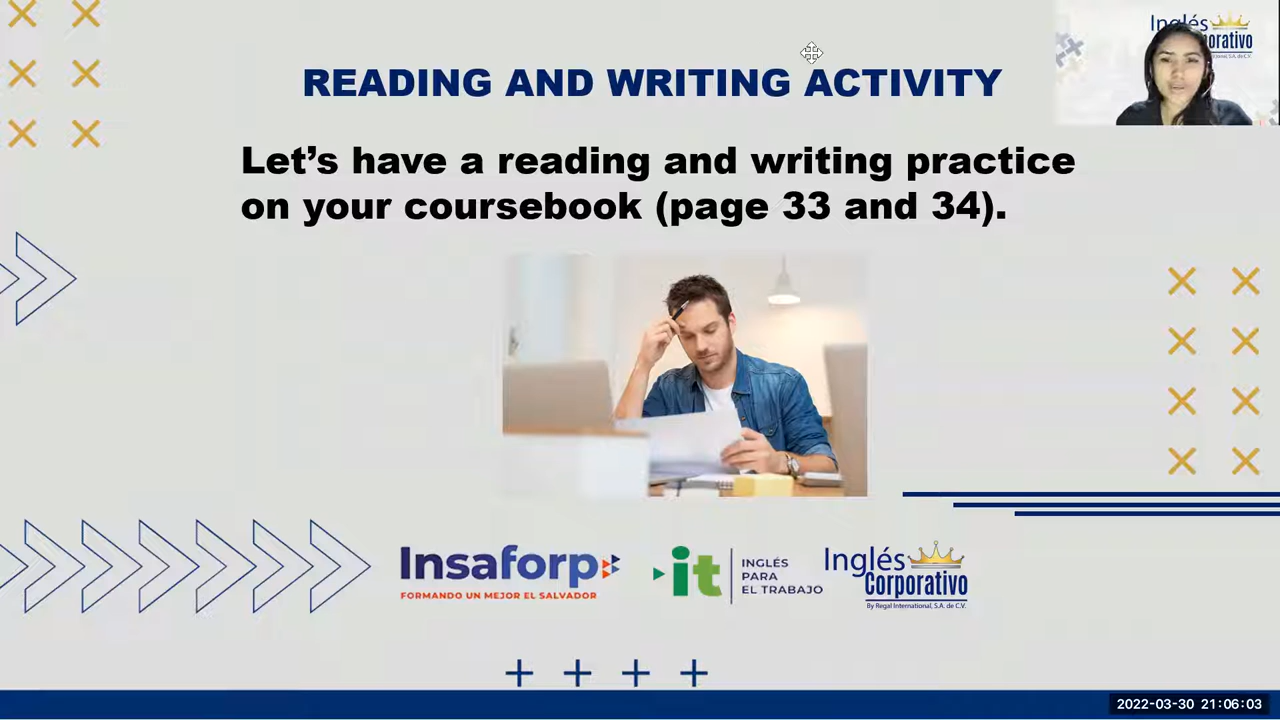 Inglés
orativo
READING AND WRITING ACTIVITY
Let’s have a reading and writing practice
on your coursebook (page 33 and 34).
Insaforp
FORMANDO UN MEJOR EL SALVADOR
it
INGLÉS
PARA
EL TRABAJO
Inglés
Corporativo
By Regal International, S.A. de C.V.
2022-03-30 21:06:03